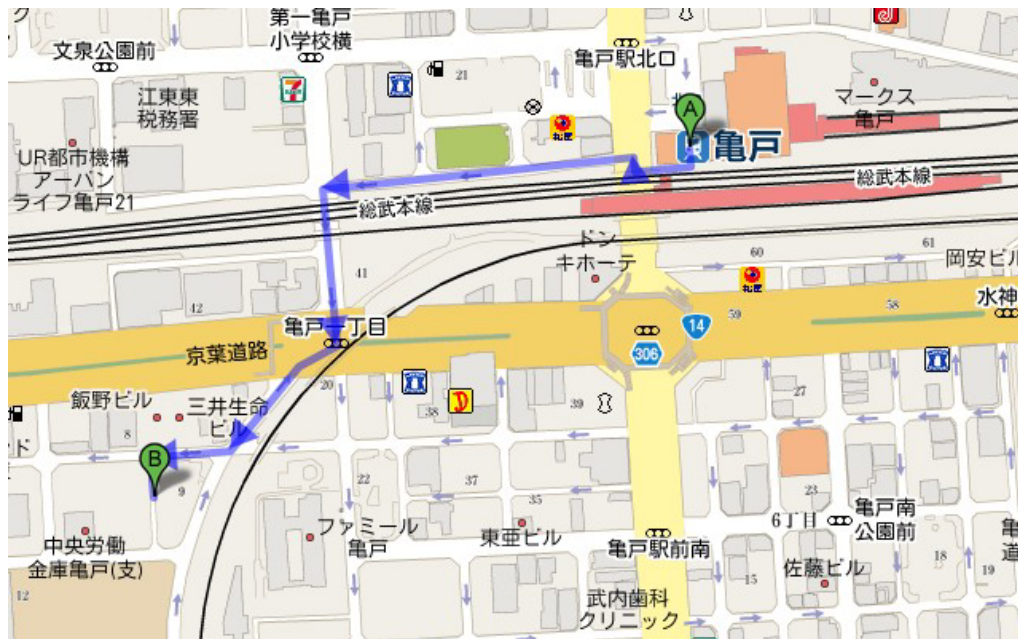 第一亀戸
小学校横
文泉公園前
亀戸駅北口
21
江東東
税務署
マークス
亀戸
A
亀戸
UR都市機構
アーバン
ライフ亀戸21
総武本線
総武本線
ドン
キホーテ
60
61
岡安ビル
41
42
水神
58
59
14
亀戸一丁目
306
京葉道路
20
飯野ビル
三井生命
ビル
8
38
39
27
ド
B
9
22
37
35
23
6丁目
亀戸南
公園前
ファミール
亀戸
東亜ビル
亀戸駅前南
中央労働
金庫亀戸(支)
亀
道
18
19
15
佐藤ビル
12
武内歯科
クリニック